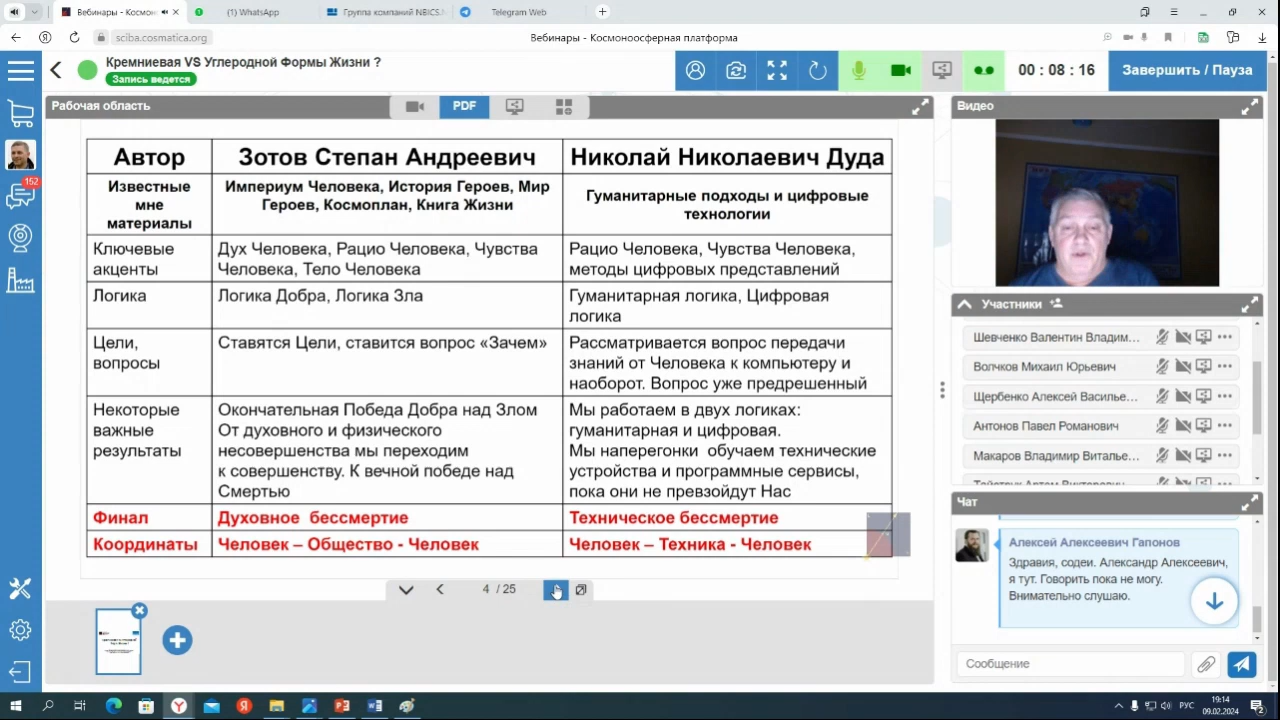 Вебинары - Космон
(1) WhatsApp
Группа компаний NBICS.
Telegram Web
sciba.cosmatica.org
Вебинары - Космоноосферная платформа
Кремниевая VS Углеродной Формы Жизни ?
Запись ведется
00 : 08 : 16
Завершить / Пауза
Рабочая область
PDF
Видео
152
Автор
Зотов Степан Андреевич
Николай Николаевич Дуда
Известные
мне
материалы
Империум Человека, История Героев, Мир
Героев, Космоплан, Книга Жизни
Гуманитарные подходы и цифровые
технологии
Ключевые
акценты
Дух Человека, Рацио Человека, Чувства
Человека, Тело Человека
Рацио Человека, Чувства Человека,
методы цифровых представлений
Логика
Логика Добра, Логика Зла
Гуманитарная логика, Цифровая
логика
Цели,
вопросы
Ставятся Цели, ставится вопрос «Зачем»
Рассматривается вопрос передачи
знаний от Человека к компьютеру и
наоборот. Вопрос уже предрешенный
Некоторые
важные
результаты
Окончательная Победа Добра над Злом
От духовного и физического
несовершенства мы переходим
к совершенству. К вечной победе над
Смертью
Мы работаем в двух логиках:
гуманитарная и цифровая.
Мы наперегонки обучаем технические
устройства и программные сервисы,
пока они не превзойдут Нас
Финал
Духовное бессмертие
Техническое бессмертие
Координаты
Человек – Общество - Человек
Человек – Техника - Человек
4 / 25
Участники
Шевченко Валентин Владим...
Волчков Михаил Юрьевич
Щербенко Алексей Василье...
Антонов Павел Романович
Макаров Владимир Виталье...
Чат
Алексей Алексеевич Гапонов
Здравия, содеи. Александр Алексеевич,
я тут. Говорить пока не могу.
Внимательно слушаю.
Сообщение
РУС
19:14
09.02.2024
2